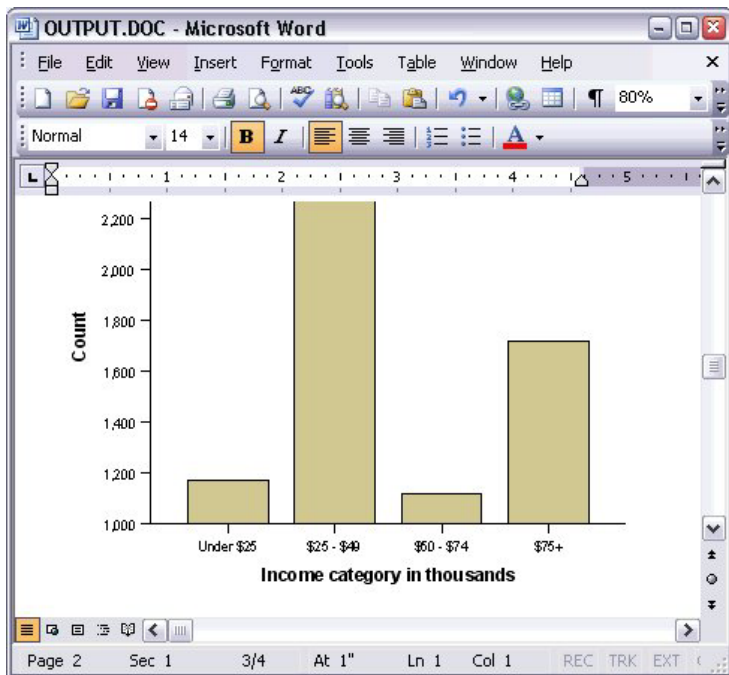 OUTPUT.DOC - Microsoft Word
File Edit View Insert Format Tools Table Window Help
ABC 80%
Normal 14 B I A
L 1 2 3 4 5
2,200
2,000
1,800
1,600
1,400
1,200
1,000
Count
Under $25 $25 - $49 $50 - $74 $75+
Income category in thousands
Page 2 Sec 1 3/4 At 1" Ln 1 Col 1 REC TRK EXT